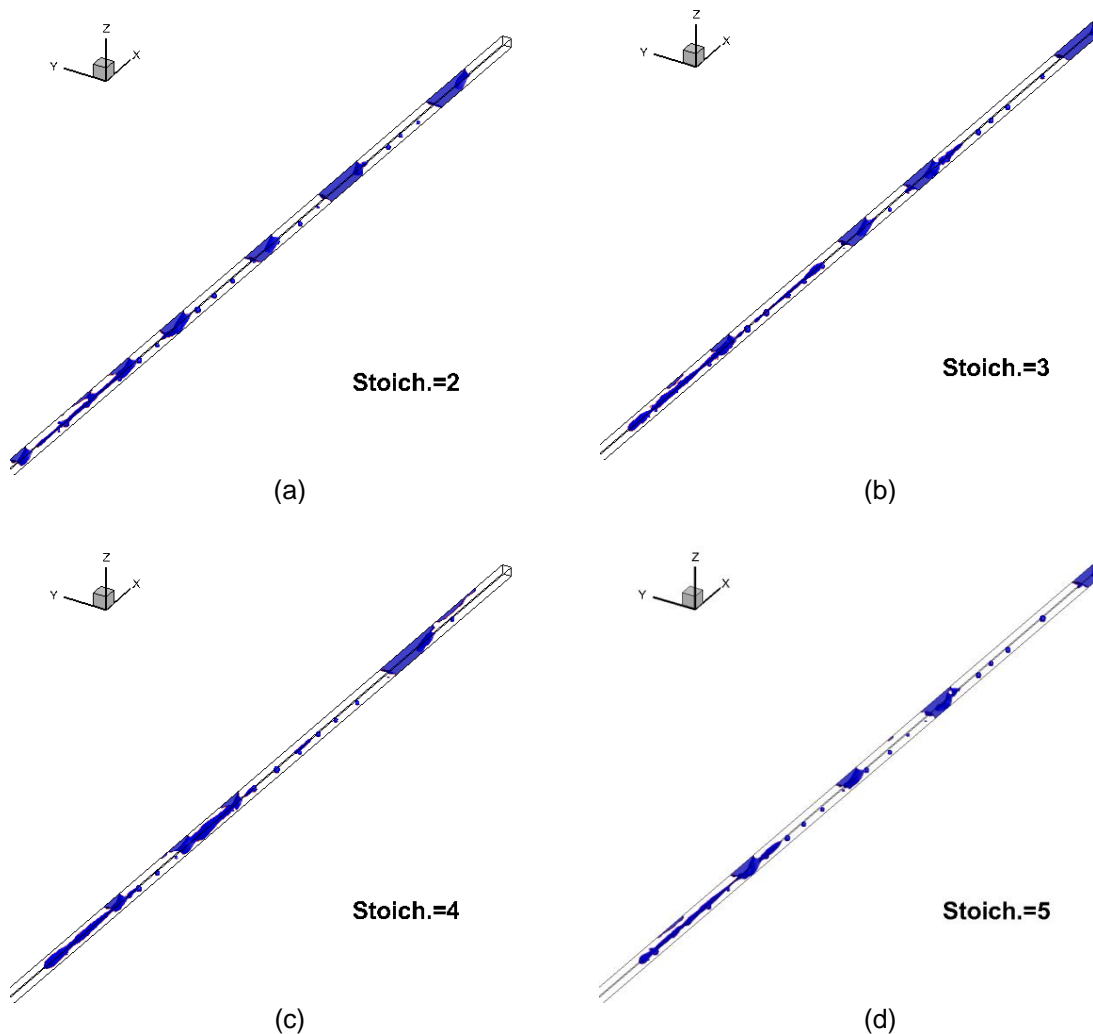 Z
X
Y
Stoich.=2
(a)
Z
X
Y
Stoich.=3
(b)
Z
X
Y
Stoich.=4
(c)
Z
X
Y
Stoich.=5
(d)